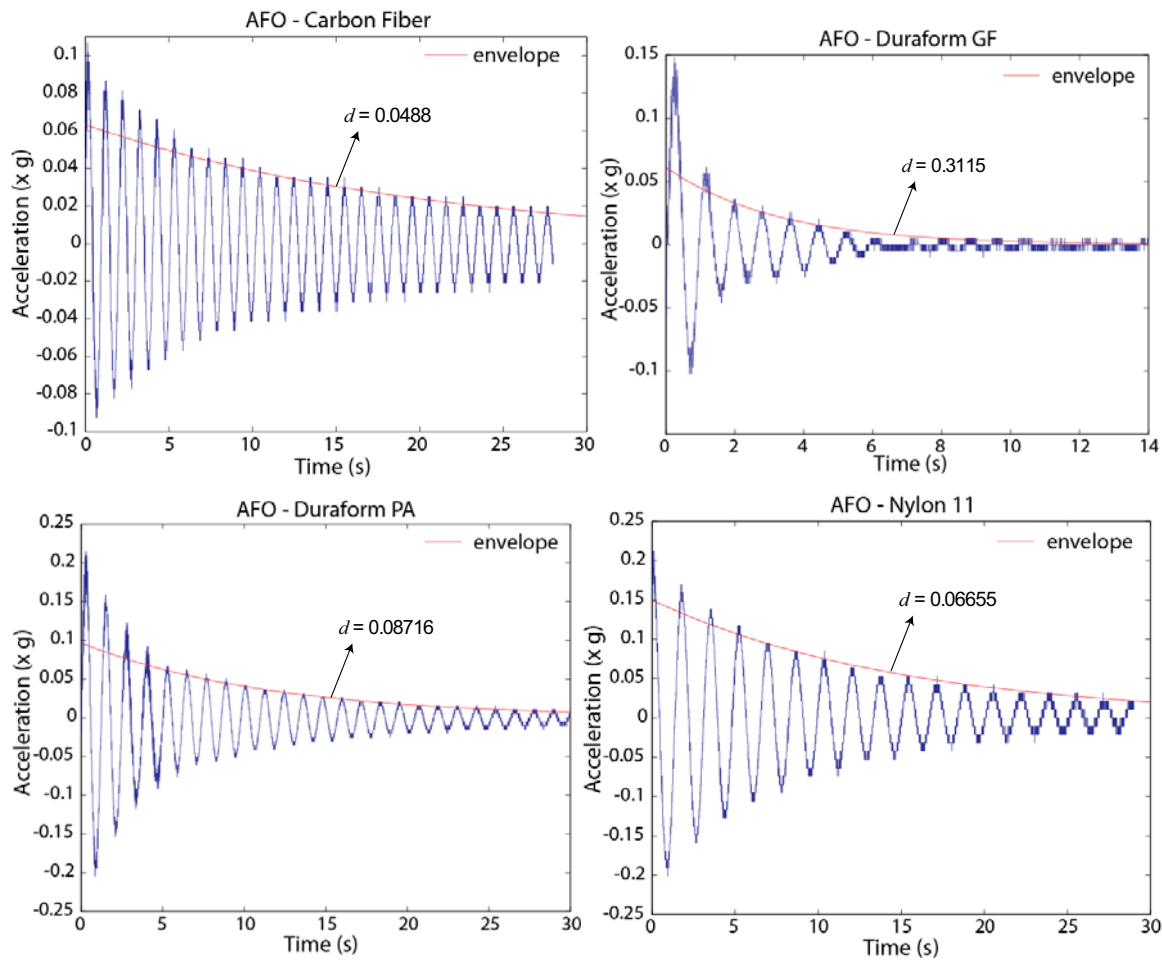 AFO - Carbon Fiber
envelope
d = 0.0488
0.1
0.08
0.06
0.04
0.02
0
-0.02
-0.04
-0.06
-0.08
-0.1
Acceleration (x g)
0 5 10 15 20 25 30
Time (s)
AFO - Duraform GF
envelope
d = 0.3115
0.15
0.1
0.05
0
-0.05
-0.1
Acceleration (x g)
0 2 4 6 8 10 12 14
Time (s)
AFO - Duraform PA
envelope
d = 0.08716
0.25
0.2
0.15
0.1
0.05
0
-0.05
-0.1
-0.15
-0.2
-0.25
Acceleration (x g)
0 5 10 15 20 25 30
Time (s)
AFO - Nylon 11
envelope
d = 0.06655
0.25
0.2
0.15
0.1
0.05
0
-0.05
-0.1
-0.15
-0.2
-0.25
Acceleration (x g)
0 5 10 15 20 25 30
Time (s)